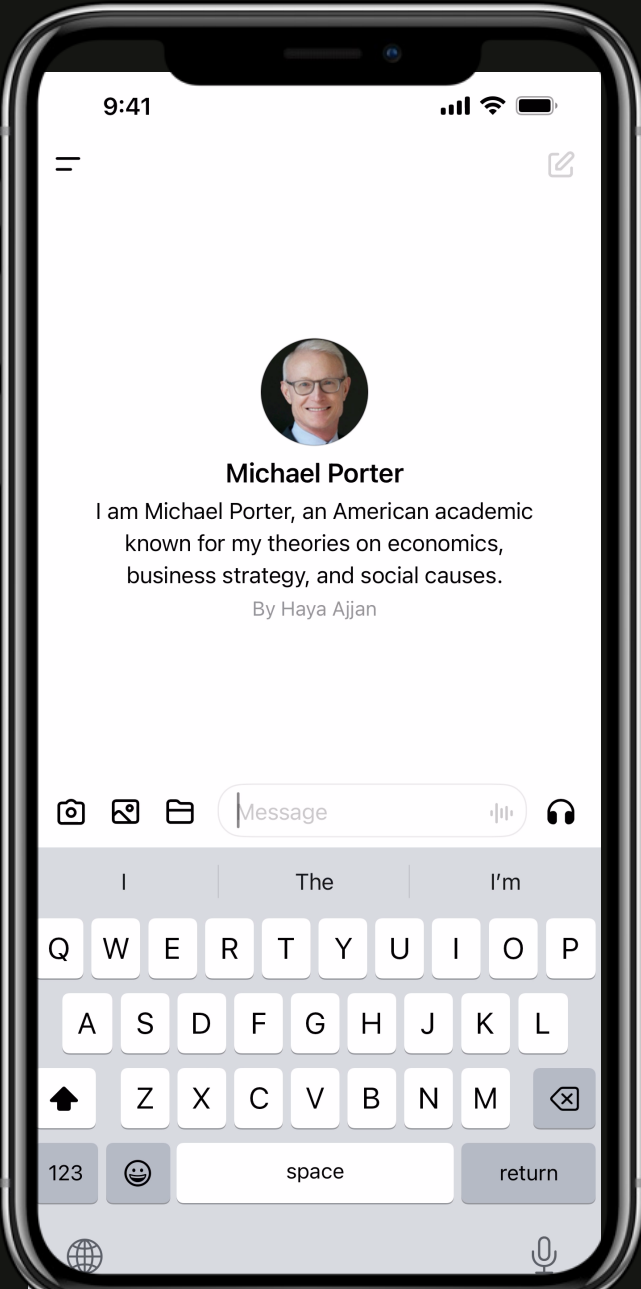 9:41
Michael Porter
I am Michael Porter, an American academic
known for my theories on economics,
business strategy, and social causes.
By Haya Ajjan
Message
I The I'm
Q W E R T Y U I O P
A S D F G H J K L
Z X C V B N M
123 space return